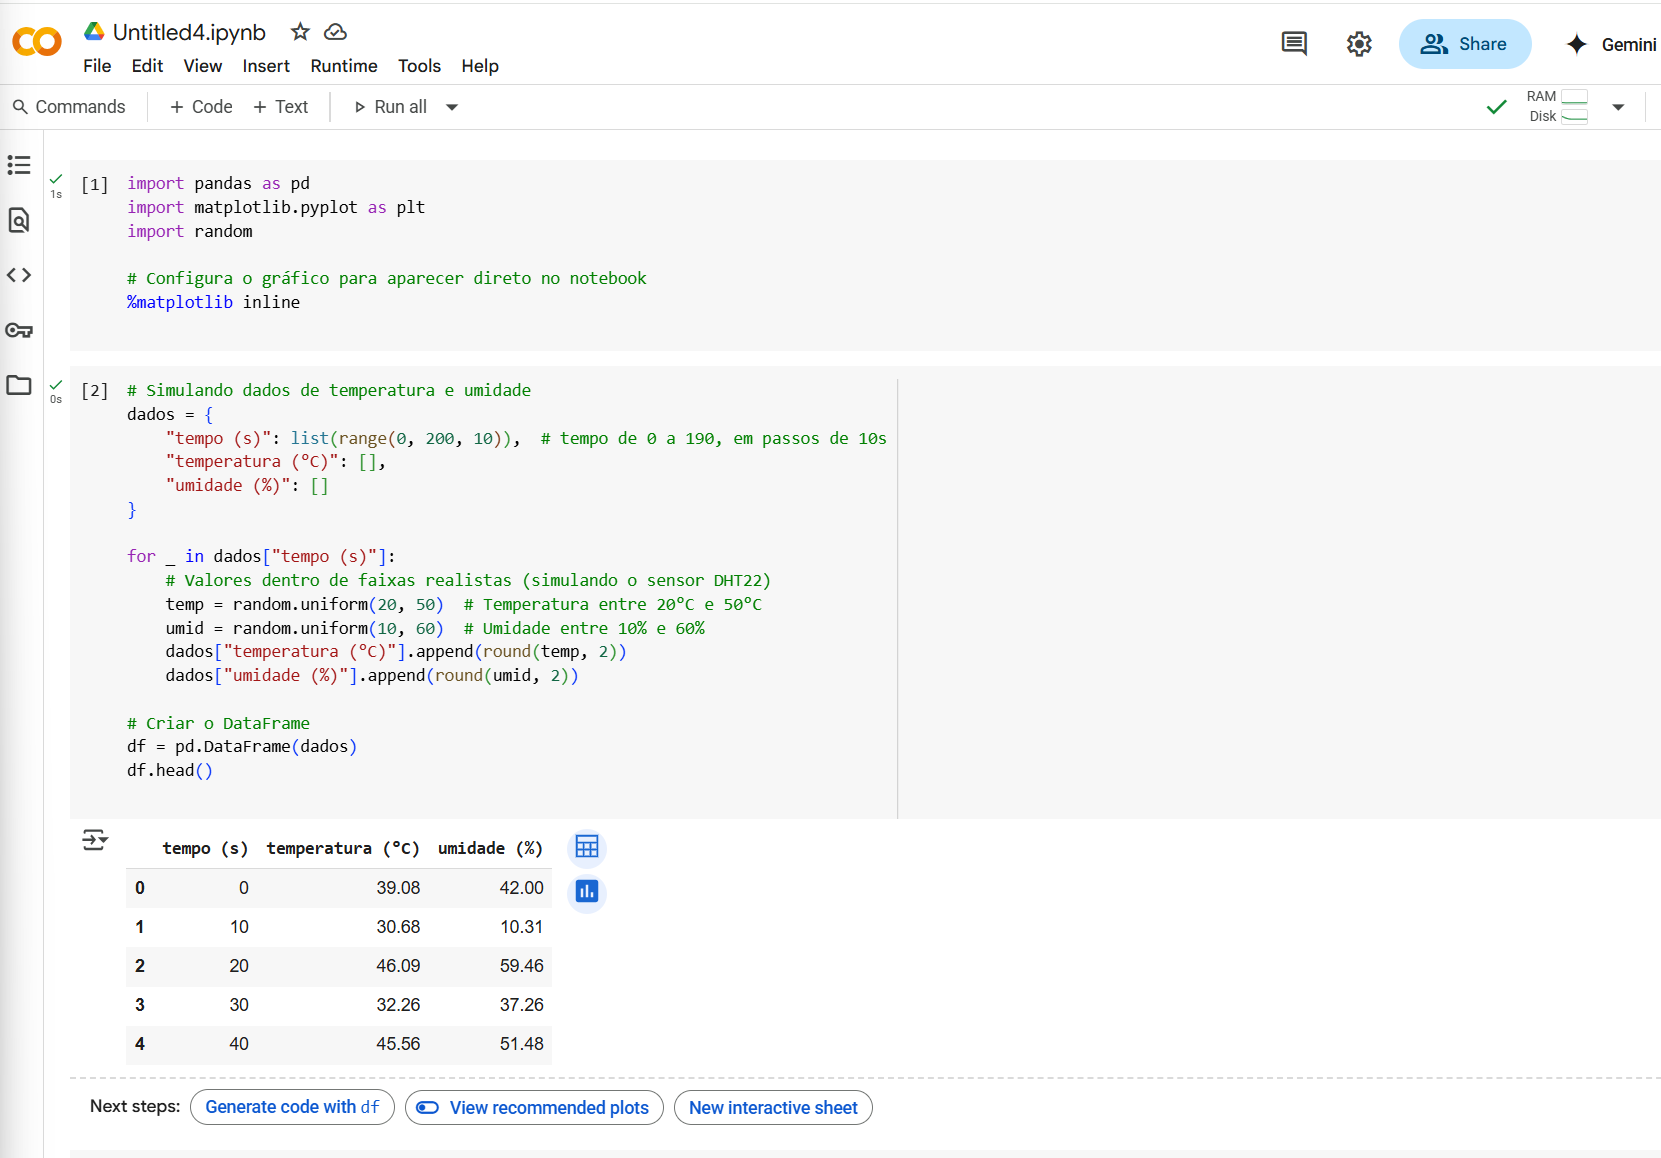 Untitled4.ipynb
File Edit View Insert Runtime Tools Help
Share
Gemini
Commands + Code + Text Run all
RAM
Disk
1s
[1] import pandas as pd
import matplotlib.pyplot as plt
import random
# Configura o gráfico para aparecer direto no notebook
%matplotlib inline
0s
[2] # Simulando dados de temperatura e umidade
dados = {
    "tempo (s)": list(range(0, 200, 10)),  # tempo de 0 a 190, em passos de 10s
    "temperatura (°C)": [],
    "umidade (%)": []
}
for _ in dados["tempo (s)"]:
    # Valores dentro de faixas realistas (simulando o sensor DHT22)
    temp = random.uniform(20, 50)  # Temperatura entre 20°C e 50°C
    umid = random.uniform(10, 60)  # Umidade entre 10% e 60%
    dados["temperatura (°C)"].append(round(temp, 2))
    dados["umidade (%)"].append(round(umid, 2))
# Criar o DataFrame
df = pd.DataFrame(dados)
df.head()
tempo (s) temperatura (°C) umidade (%)
0 0 39.08 42.00
1 10 30.68 10.31
2 20 46.09 59.46
3 30 32.26 37.26
4 40 45.56 51.48
Next steps: Generate code with df View recommended plots New interactive sheet